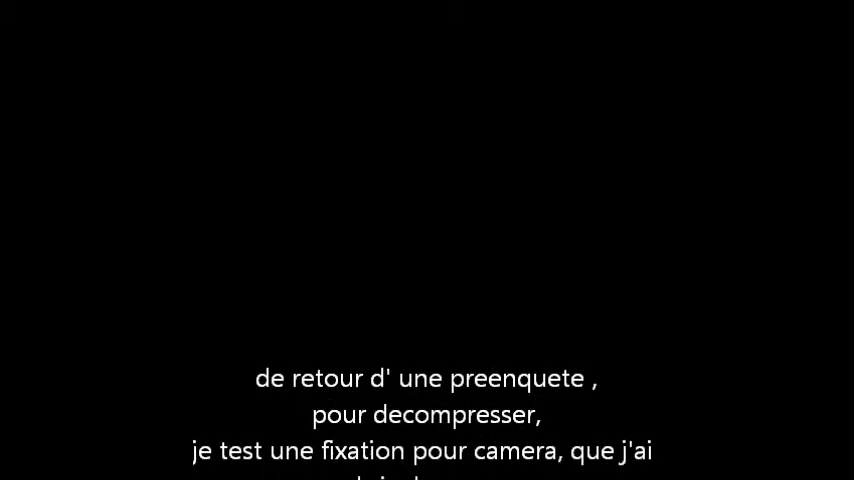 de retour d' une preenquete ,
pour decompresser,
je test une fixation pour camera, que j'ai